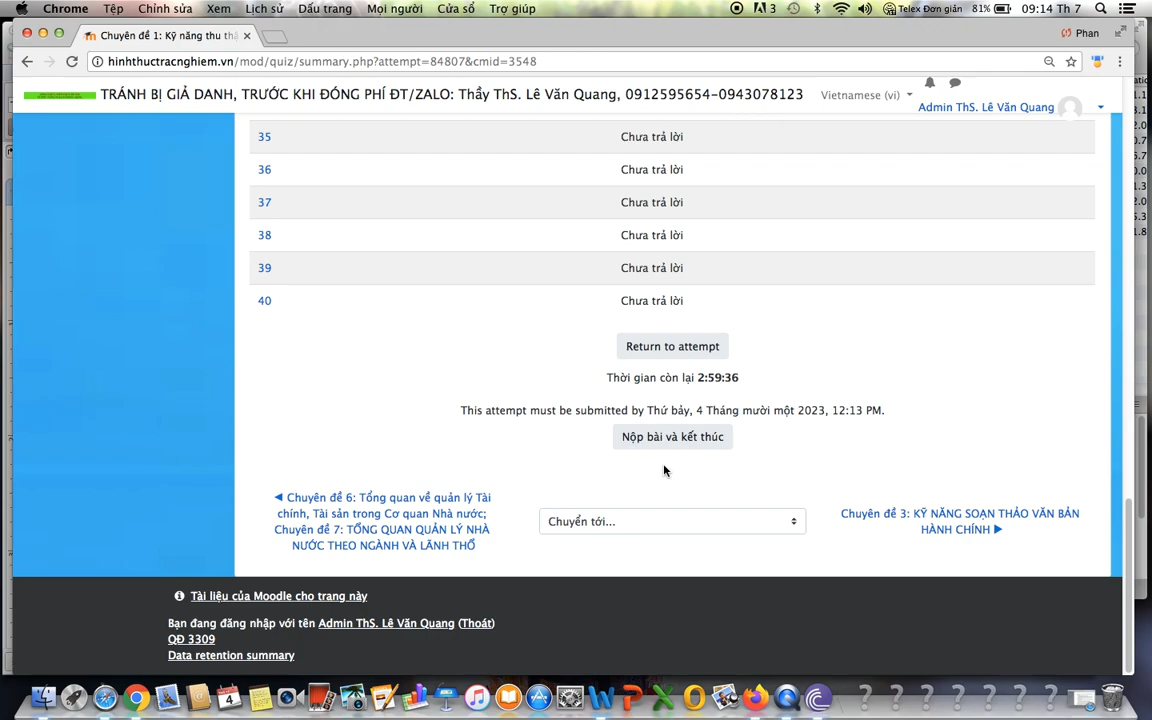 Chrome Tệp Chỉnh sửa Xem Lịch sử Dấu trang Mọi người Cửa sổ Trợ giúp 3 Telex Đơn giản 81% 09:14 Th 7
Chuyên đề 1: Kỹ năng thu thậ Phan
hinhthuctracnghiem.vn/mod/quiz/summary.php?attempt=84807&cmid=3548
TRÁNH BỊ GIẢ DANH, TRƯỚC KHI ĐÓNG PHÍ ĐT/ZALO: Thầy ThS. Lê Văn Quang, 0912595654-0943078123 Vietnamese (vi)
Admin ThS. Lê Văn Quang
35 Chưa trả lời
36 Chưa trả lời
37 Chưa trả lời
38 Chưa trả lời
39 Chưa trả lời
40 Chưa trả lời
Return to attempt
Thời gian còn lại 2:59:36
This attempt must be submitted by Thứ bảy, 4 Tháng mười một 2023, 12:13 PM.
Nộp bài và kết thúc
◀ Chuyên đề 6: Tổng quan về quản lý Tài
chính, Tài sản trong Cơ quan Nhà nước;
Chuyên đề 7: TỔNG QUAN QUẢN LÝ NHÀ
NƯỚC THEO NGÀNH VÀ LÃNH THỔ
Chuyển tới...
Chuyên đề 3: KỸ NĂNG SOẠN THẢO VĂN BẢN
HÀNH CHÍNH ▶
Tài liệu của Moodle cho trang này
Bạn đang đăng nhập với tên Admin ThS. Lê Văn Quang (Thoát)
QĐ 3309
Data retention summary